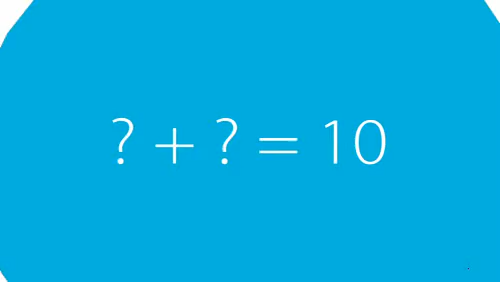 ? + ? = 10